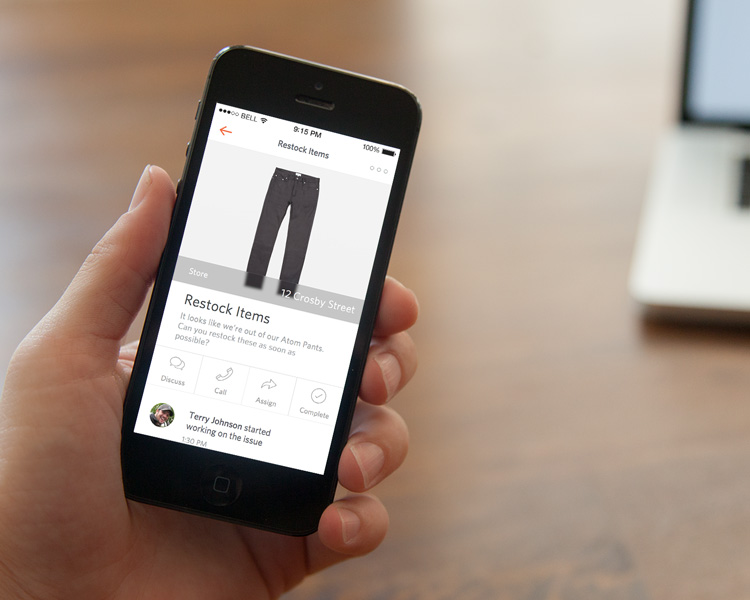 BELL 9:15 PM 100%
Restock Items
Store 12 Crosby Street
Restock Items
It looks like we're out of our Atom Pants.
Can you restock these as soon as
possible?
Discuss Call Assign Complete
Terry Johnson started
working on the issue
1:30 PM